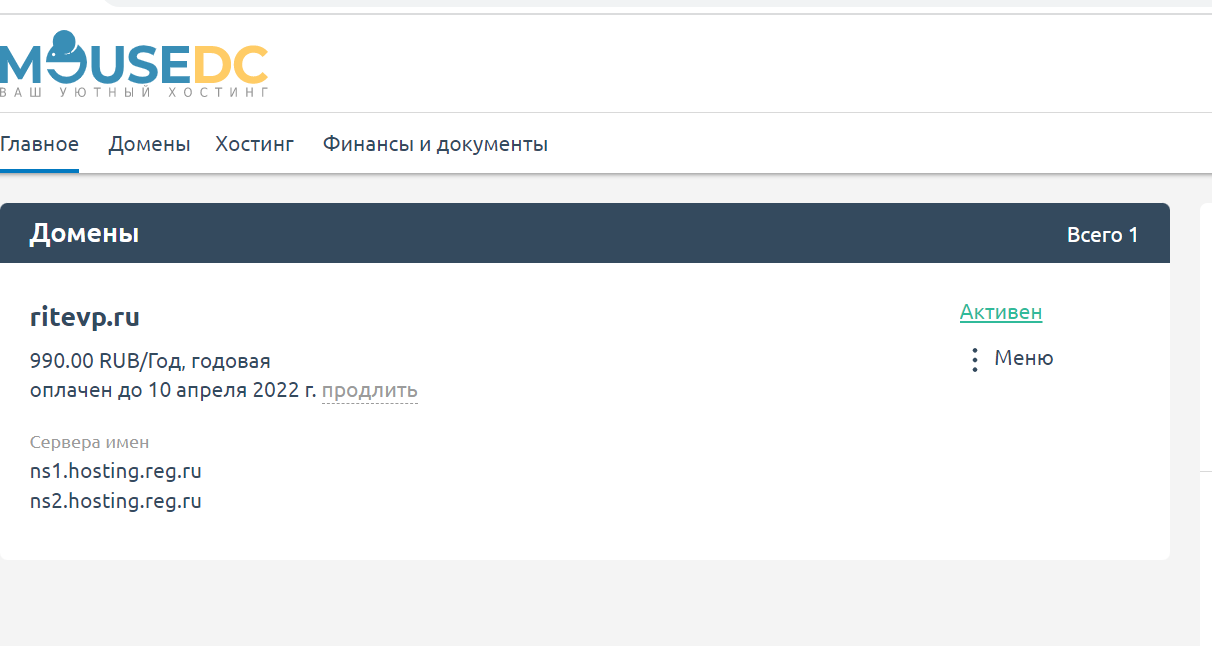 MOUSEDC
ВАШ УЮТНЫЙ ХОСТИНГ
Главное Домены Хостинг Финансы и документы
Домены Всего 1
ritevp.ru Активен
990.00 RUB/Год, годовая Меню
оплачен до 10 апреля 2022 г. продлить
Сервера имен
ns1.hosting.reg.ru
ns2.hosting.reg.ru